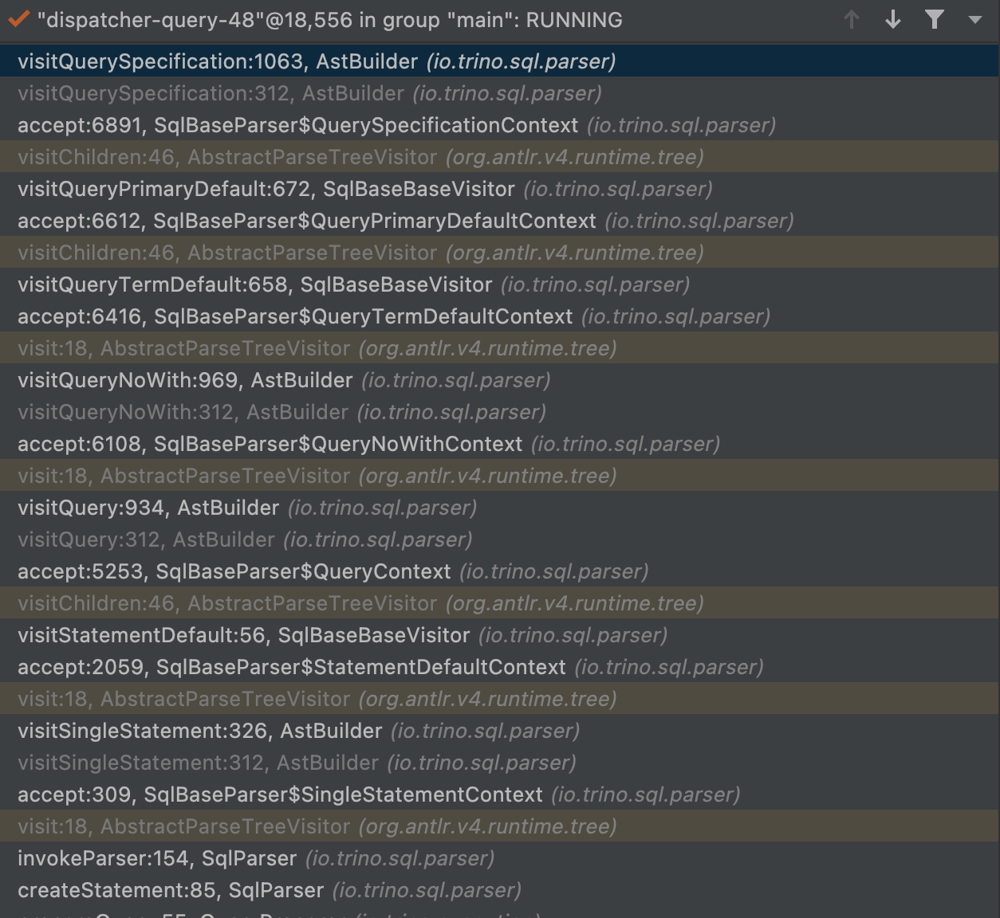 "dispatcher-query-48"@18,556 in group "main": RUNNING
visitQuerySpecification:1063, AstBuilder (io.trino.sql.parser)
visitQuerySpecification:312, AstBuilder (io.trino.sql.parser)
accept:6891, SqlBaseParser$QuerySpecificationContext (io.trino.sql.parser)
visitChildren:46, AbstractParseTreeVisitor (org.antlr.v4.runtime.tree)
visitQueryPrimaryDefault:672, SqlBaseBaseVisitor (io.trino.sql.parser)
accept:6612, SqlBaseParser$QueryPrimaryDefaultContext (io.trino.sql.parser)
visitChildren:46, AbstractParseTreeVisitor (org.antlr.v4.runtime.tree)
visitQueryTermDefault:658, SqlBaseBaseVisitor (io.trino.sql.parser)
accept:6416, SqlBaseParser$QueryTermDefaultContext (io.trino.sql.parser)
visit:18, AbstractParseTreeVisitor (org.antlr.v4.runtime.tree)
visitQueryNoWith:969, AstBuilder (io.trino.sql.parser)
visitQueryNoWith:312, AstBuilder (io.trino.sql.parser)
accept:6108, SqlBaseParser$QueryNoWithContext (io.trino.sql.parser)
visit:18, AbstractParseTreeVisitor (org.antlr.v4.runtime.tree)
visitQuery:934, AstBuilder (io.trino.sql.parser)
visitQuery:312, AstBuilder (io.trino.sql.parser)
accept:5253, SqlBaseParser$QueryContext (io.trino.sql.parser)
visitChildren:46, AbstractParseTreeVisitor (org.antlr.v4.runtime.tree)
visitStatementDefault:56, SqlBaseBaseVisitor (io.trino.sql.parser)
accept:2059, SqlBaseParser$StatementDefaultContext (io.trino.sql.parser)
visit:18, AbstractParseTreeVisitor (org.antlr.v4.runtime.tree)
visitSingleStatement:326, AstBuilder (io.trino.sql.parser)
visitSingleStatement:312, AstBuilder (io.trino.sql.parser)
accept:309, SqlBaseParser$SingleStatementContext (io.trino.sql.parser)
visit:18, AbstractParseTreeVisitor (org.antlr.v4.runtime.tree)
invokeParser:154, SqlParser (io.trino.sql.parser)
createStatement:85, SqlParser (io.trino.sql.parser)